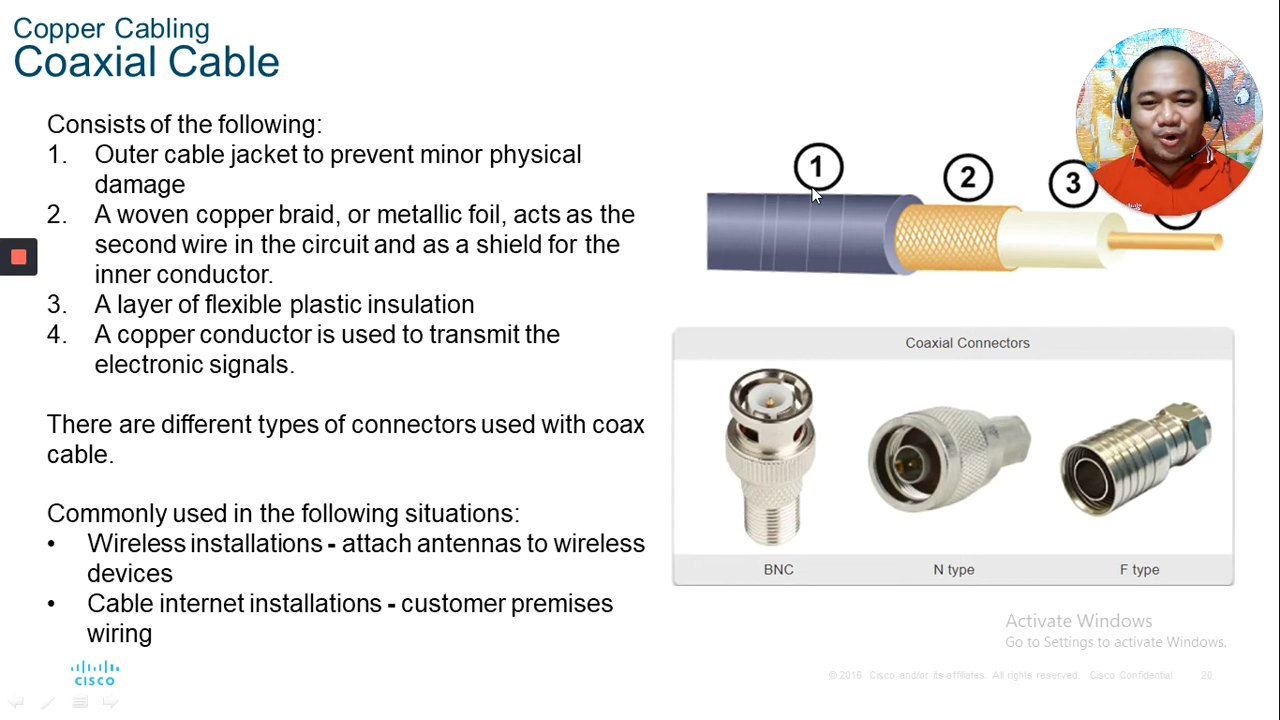 Copper Cabling
Coaxial Cable
Consists of the following:
1. Outer cable jacket to prevent minor physical
damage
2. A woven copper braid, or metallic foil, acts as the
second wire in the circuit and as a shield for the
inner conductor.
3. A layer of flexible plastic insulation
4. A copper conductor is used to transmit the
electronic signals.
There are different types of connectors used with coax
cable.
Commonly used in the following situations:
• Wireless installations - attach antennas to wireless
devices
• Cable internet installations - customer premises
wiring
1
2
3
Coaxial Connectors
BNC
N type
F type
Activate Windows
Go to Settings to activate Windows.
CISCO
© 2016 Cisco and/or its affiliates. All rights reserved. Cisco Confidential 20